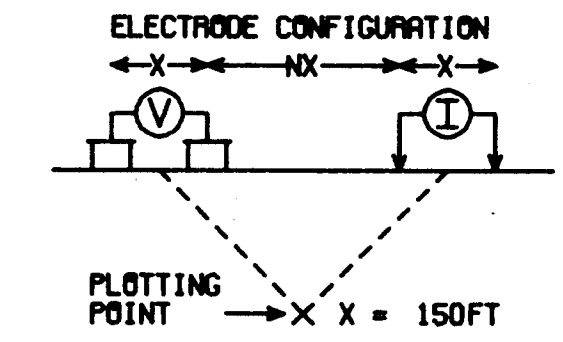 ELECTRODE CONFIGURATION
X NX X
V I
PLOTTING
POINT X X = 150FT